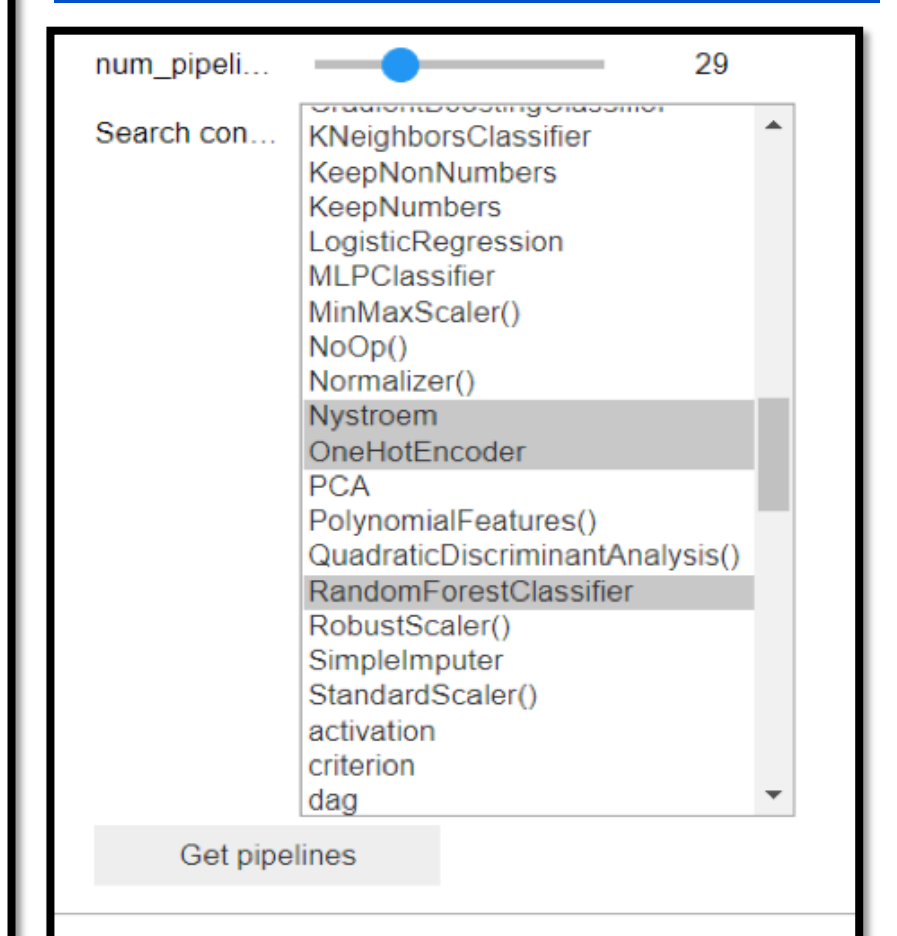 num_pipeli... 29
Search con...
GradientBoostingClassifier
KNeighborsClassifier
KeepNonNumbers
KeepNumbers
LogisticRegression
MLPClassifier
MinMaxScaler()
NoOp()
Normalizer()
Nystroem
OneHotEncoder
PCA
PolynomialFeatures()
QuadraticDiscriminantAnalysis()
RandomForestClassifier
RobustScaler()
SimpleImputer
StandardScaler()
activation
criterion
dag
Get pipelines